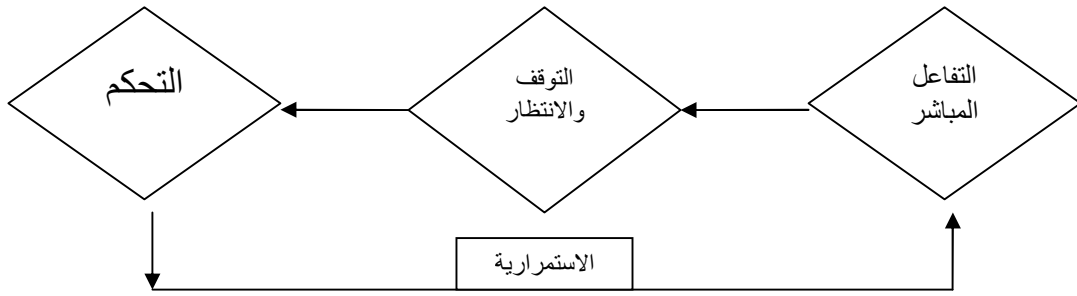 التفاعل
المباشر
التوقف
والانتظار
التحكم
الاستمرارية